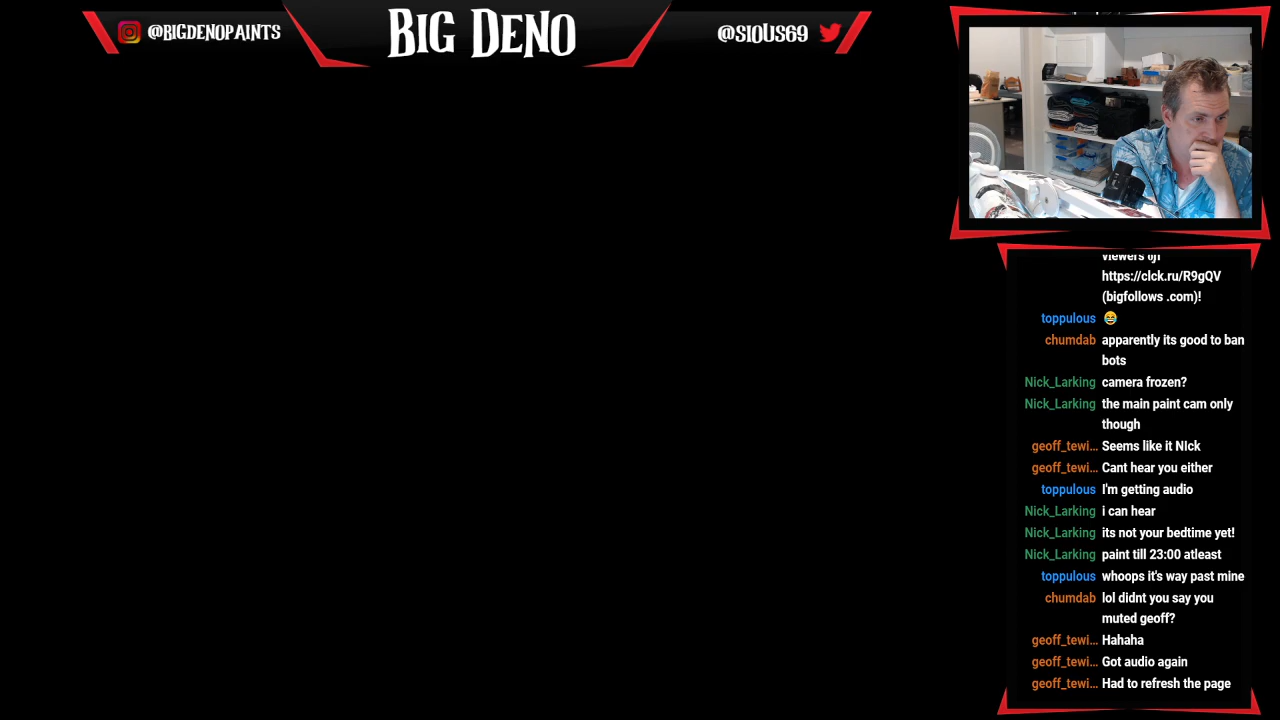 @BIGDENOPAINTS
BIG DENO
@SIOUS69
https://clck.ru/R9gQV
(bigfollows .com)!
toppulous 😂
chumdab apparently its good to ban
bots
Nick_Larking camera frozen?
Nick_Larking the main paint cam only
though
geoff_tewi... Seems like it NIck
geoff_tewi... Cant hear you either
toppulous I'm getting audio
Nick_Larking i can hear
Nick_Larking its not your bedtime yet!
Nick_Larking paint till 23:00 atleast
toppulous whoops it's way past mine
chumdab lol didnt you say you
muted geoff?
geoff_tewi... Hahaha
geoff_tewi... Got audio again
geoff_tewi... Had to refresh the page